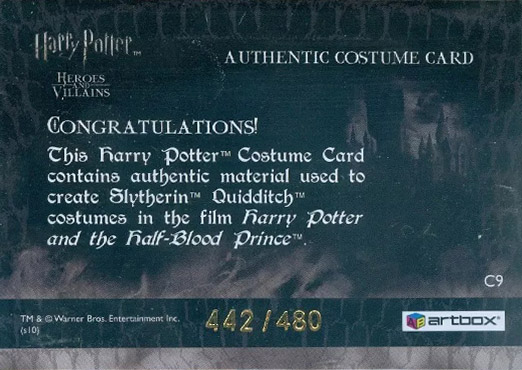 Harry Potter™
AUTHENTIC COSTUME CARD
HEROES
AND
VILLAINS
CONGRATULATIONS!
This Harry Potter™ Costume Card
contains authentic material used to
create Slytherin™ Quidditch™
costumes in the film Harry Potter
and the Half-Blood Prince™.
C9
TM & © Warner Bros. Entertainment Inc.
(s10)
442/480
artbox®